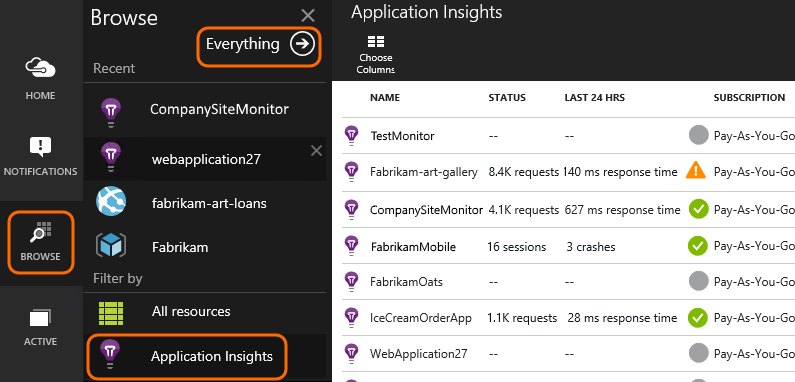 HOME
NOTIFICATIONS
BROWSE
ACTIVE
Browse
Everything
Recent
CompanySiteMonitor
webapplication27
fabrikam-art-loans
Fabrikam
Filter by
All resources
Application Insights
Application Insights
Choose
Columns
NAME STATUS LAST 24 HRS SUBSCRIPTION
TestMonitor -- -- Pay-As-You-Go
Fabrikam-art-gallery 8.4K requests 140 ms response time Pay-As-You-Go
CompanySiteMonitor 4.1K requests 627 ms response time Pay-As-You-Go
FabrikamMobile 16 sessions 3 crashes Pay-As-You-Go
FabrikamOats -- -- Pay-As-You-Go
IceCreamOrderApp 1.1K requests 28 ms response time Pay-As-You-Go
WebApplication27 -- -- Pay-As-You-Go